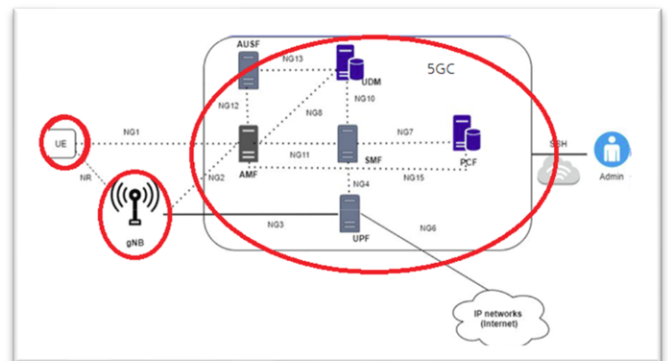 AUSF
NG13
UDM
5GC
NG12
NG8
NG10
UE
NG1
NG7
SSH
NR
NG2
AMF
NG11
SMF
PCF
Admin
NG4
NG15
gNB
NG3
UPF
NG6
IP networks
(Internet)